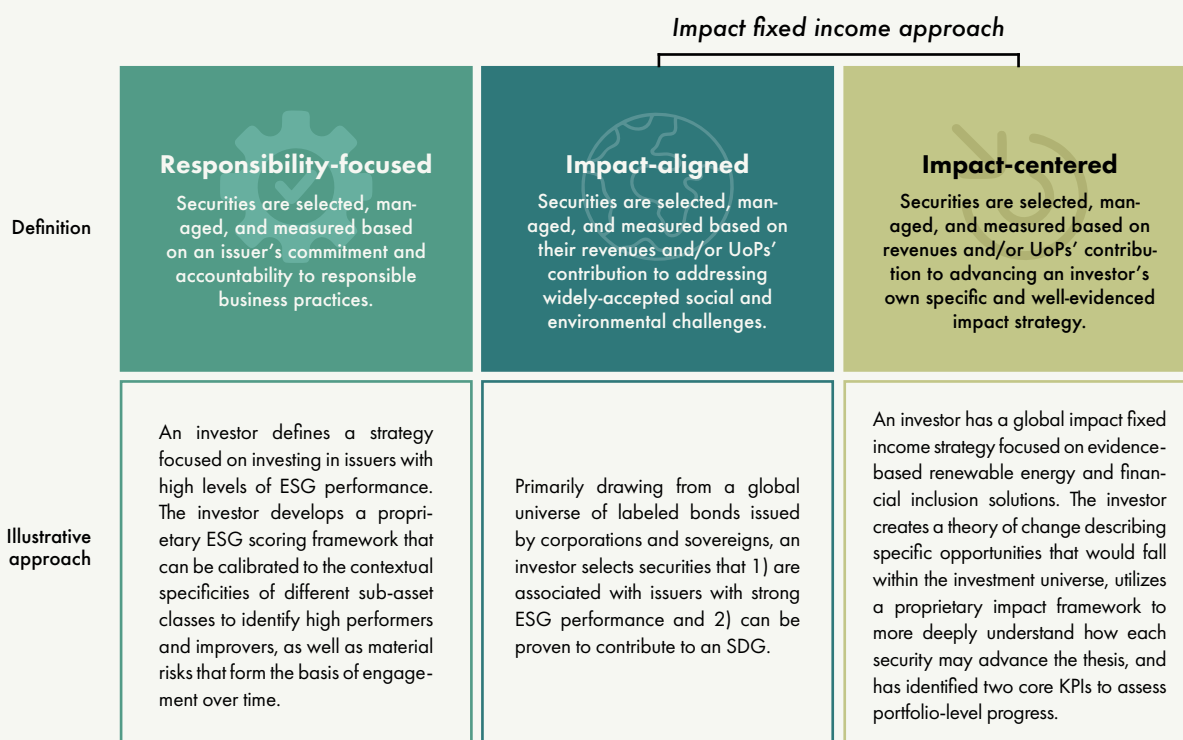 Impact fixed income approach
Definition
Responsibility-focused
Securities are selected, man-
aged, and measured based
on an issuer's commitment and
accountability to responsible
business practices.
Impact-aligned
Securities are selected, man-
aged, and measured based on
their revenues and/or UoPs'
contribution to addressing
widely-accepted social and
environmental challenges.
Impact-centered
Securities are selected, man-
aged, and measured based on
revenues and/or UoPs' contribu-
tion to advancing an investor's
own specific and well-evidenced
impact strategy.
Illustrative
approach
An investor defines a strategy
focused on investing in issuers with
high levels of ESG performance.
The investor develops a propri-
etary ESG scoring framework that
can be calibrated to the contextual
specificities of different sub-asset
classes to identify high performers
and improvers, as well as material
risks that form the basis of engage-
ment over time.
Primarily drawing from a global
universe of labeled bonds issued
by corporations and sovereigns, an
investor selects securities that 1) are
associated with issuers with strong
ESG performance and 2) can be
proven to contribute to an SDG.
An investor has a global impact fixed
income strategy focused on evidence-
based renewable energy and finan-
cial inclusion solutions. The investor
creates a theory of change describing
specific opportunities that would fall
within the investment universe, utilizes
a proprietary impact framework to
more deeply understand how each
security may advance the thesis, and
has identified two core KPIs to assess
portfolio-level progress.